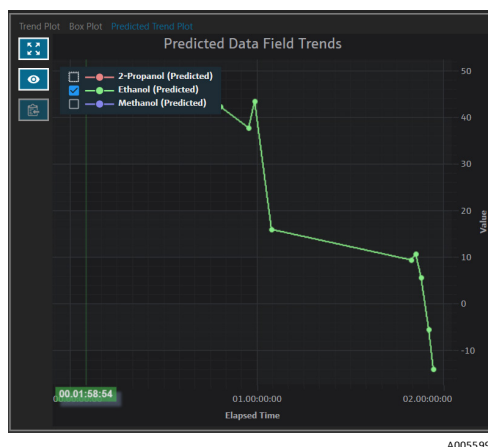 Trend Plot Box Plot Predicted Trend Plot
Predicted Data Field Trends
2-Propanol (Predicted)
Ethanol (Predicted)
Methanol (Predicted)
50
40
30
20
10
0
-10
Value
00.01:58:54
01.00:00:00
02.00:00:00
Elapsed Time
A005599